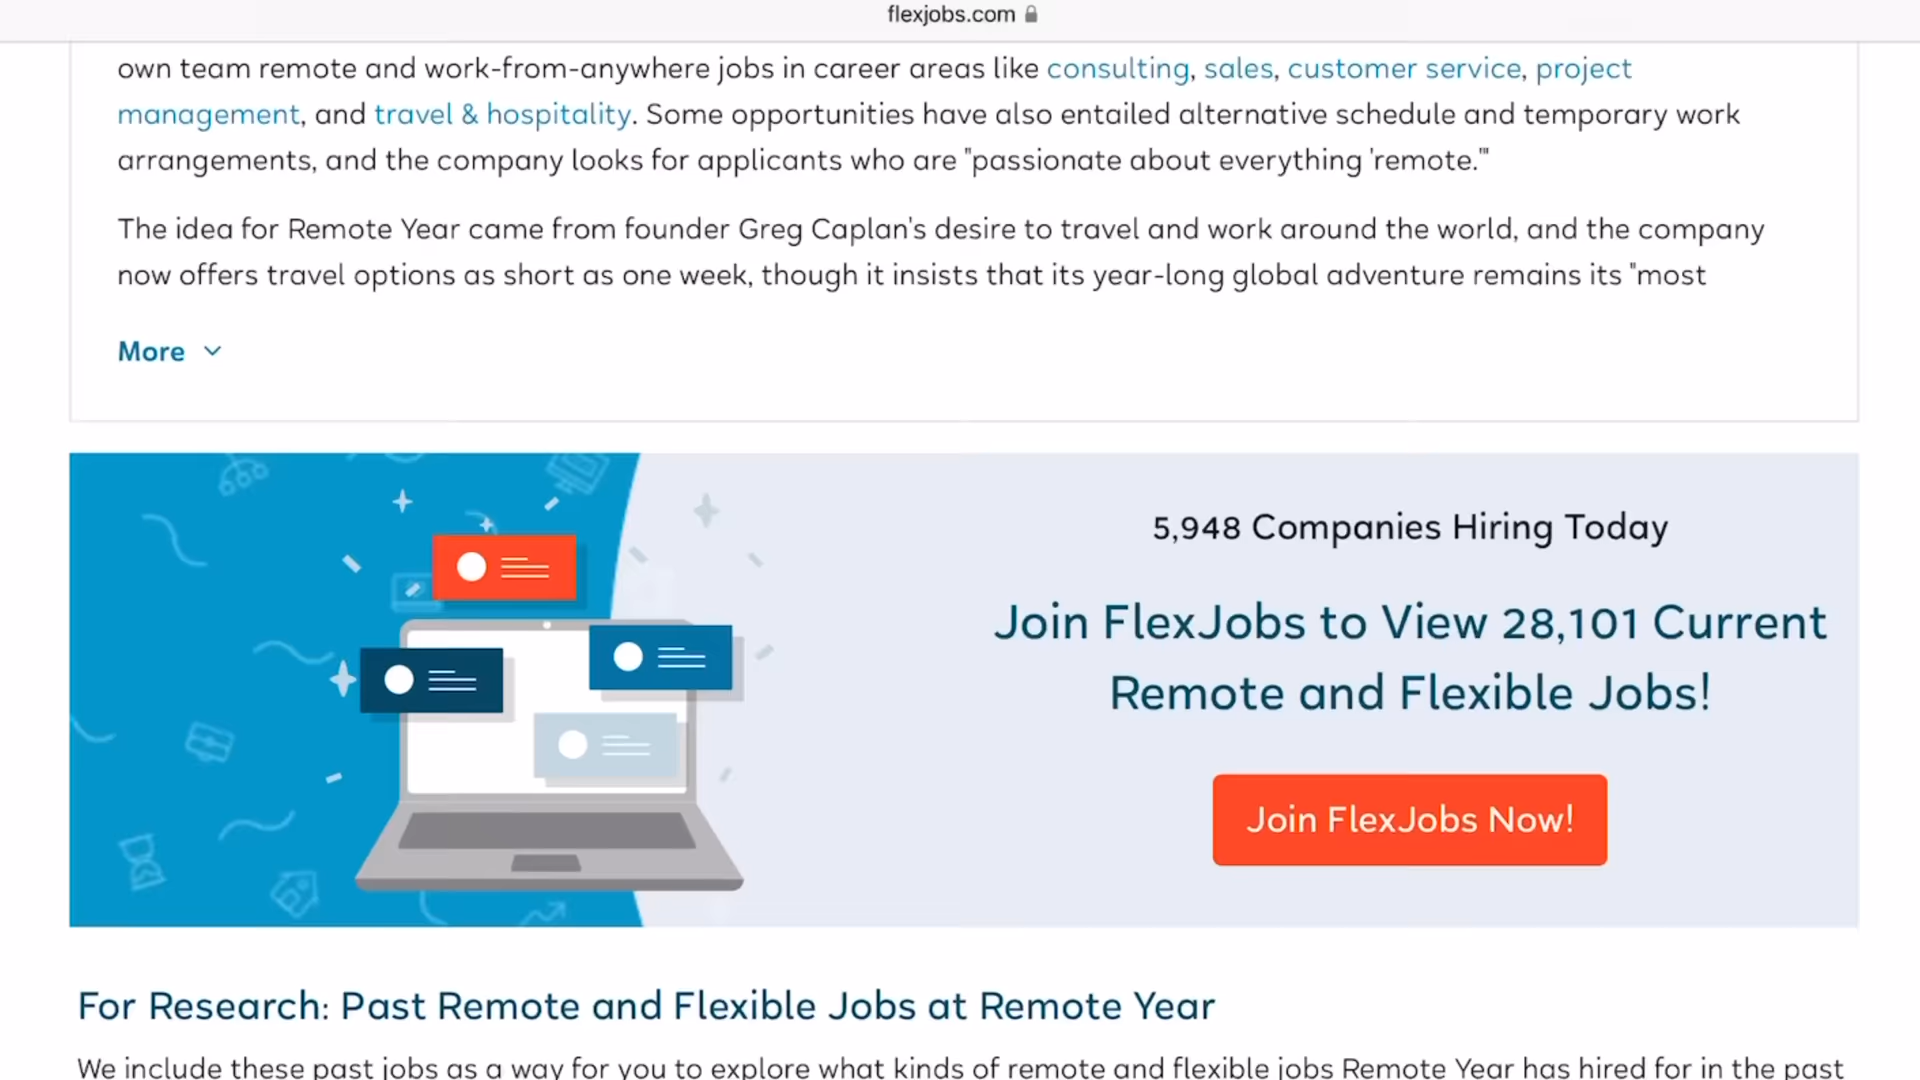 flexjobs.com
own team remote and work-from-anywhere jobs in career areas like consulting, sales, customer service, project
management, and travel & hospitality. Some opportunities have also entailed alternative schedule and temporary work
arrangements, and the company looks for applicants who are "passionate about everything 'remote.'"
The idea for Remote Year came from founder Greg Caplan's desire to travel and work around the world, and the company
now offers travel options as short as one week, though it insists that its year-long global adventure remains its "most
More
5,948 Companies Hiring Today
Join FlexJobs to View 28,101 Current
Remote and Flexible Jobs!
Join FlexJobs Now!
For Research: Past Remote and Flexible Jobs at Remote Year
We include these past jobs as a way for you to explore what kinds of remote and flexible jobs Remote Year has hired for in the past